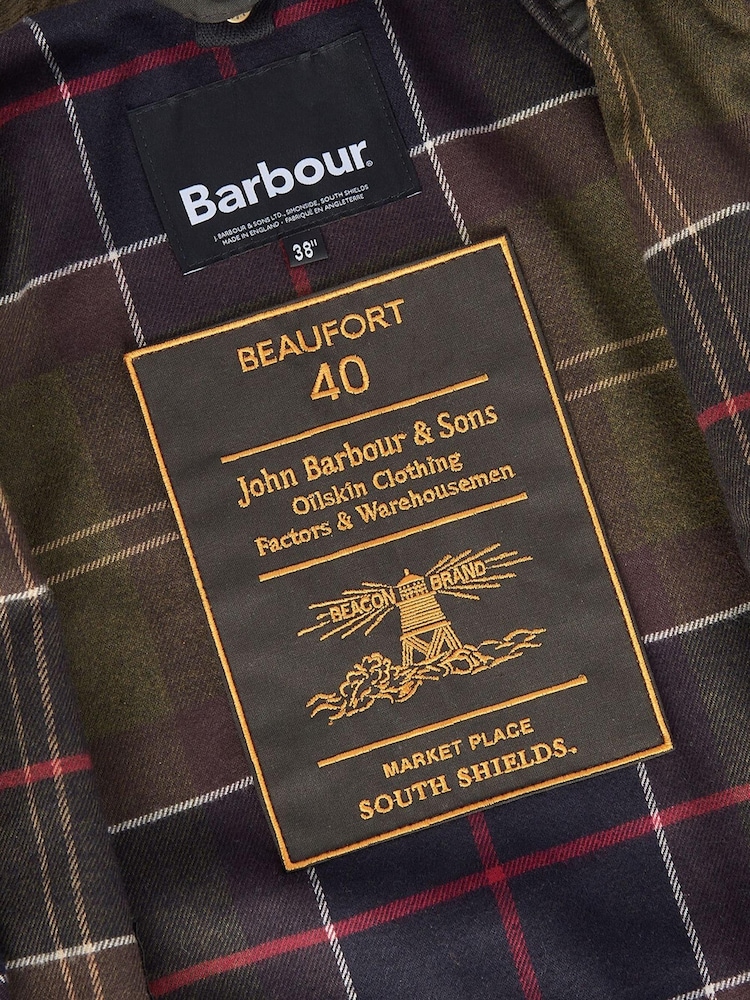 Barbour®
J. BARBOUR & SONS LTD., SIMONSIDE, SOUTH SHIELDS
MADE IN ENGLAND - FABRIQUÉ EN ANGLETERRE
38"
BEAUFORT
40
John Barbour & Sons
Oilskin Clothing
Factors & Warehousemen
BEACON BRAND
MARKET PLACE
SOUTH SHIELDS.